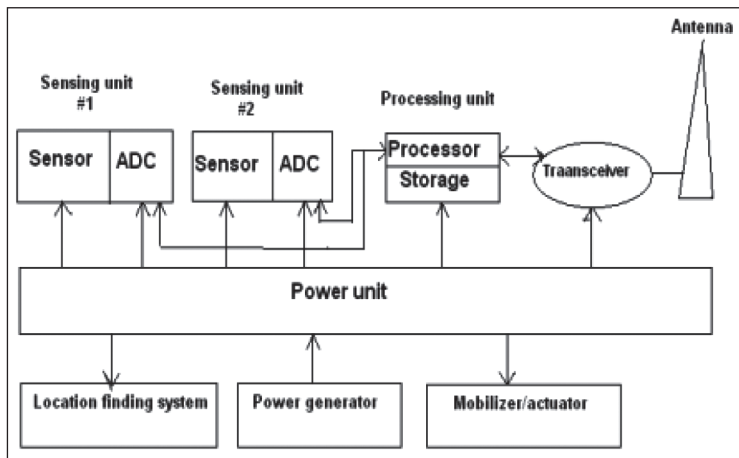 Antenna
Sensing unit
#1
Sensing unit
#2
Processing unit
Sensor
ADC
Sensor
ADC
Processor
Storage
Traansceiver
Power unit
Location finding system
Power generator
Mobilizer/actuator